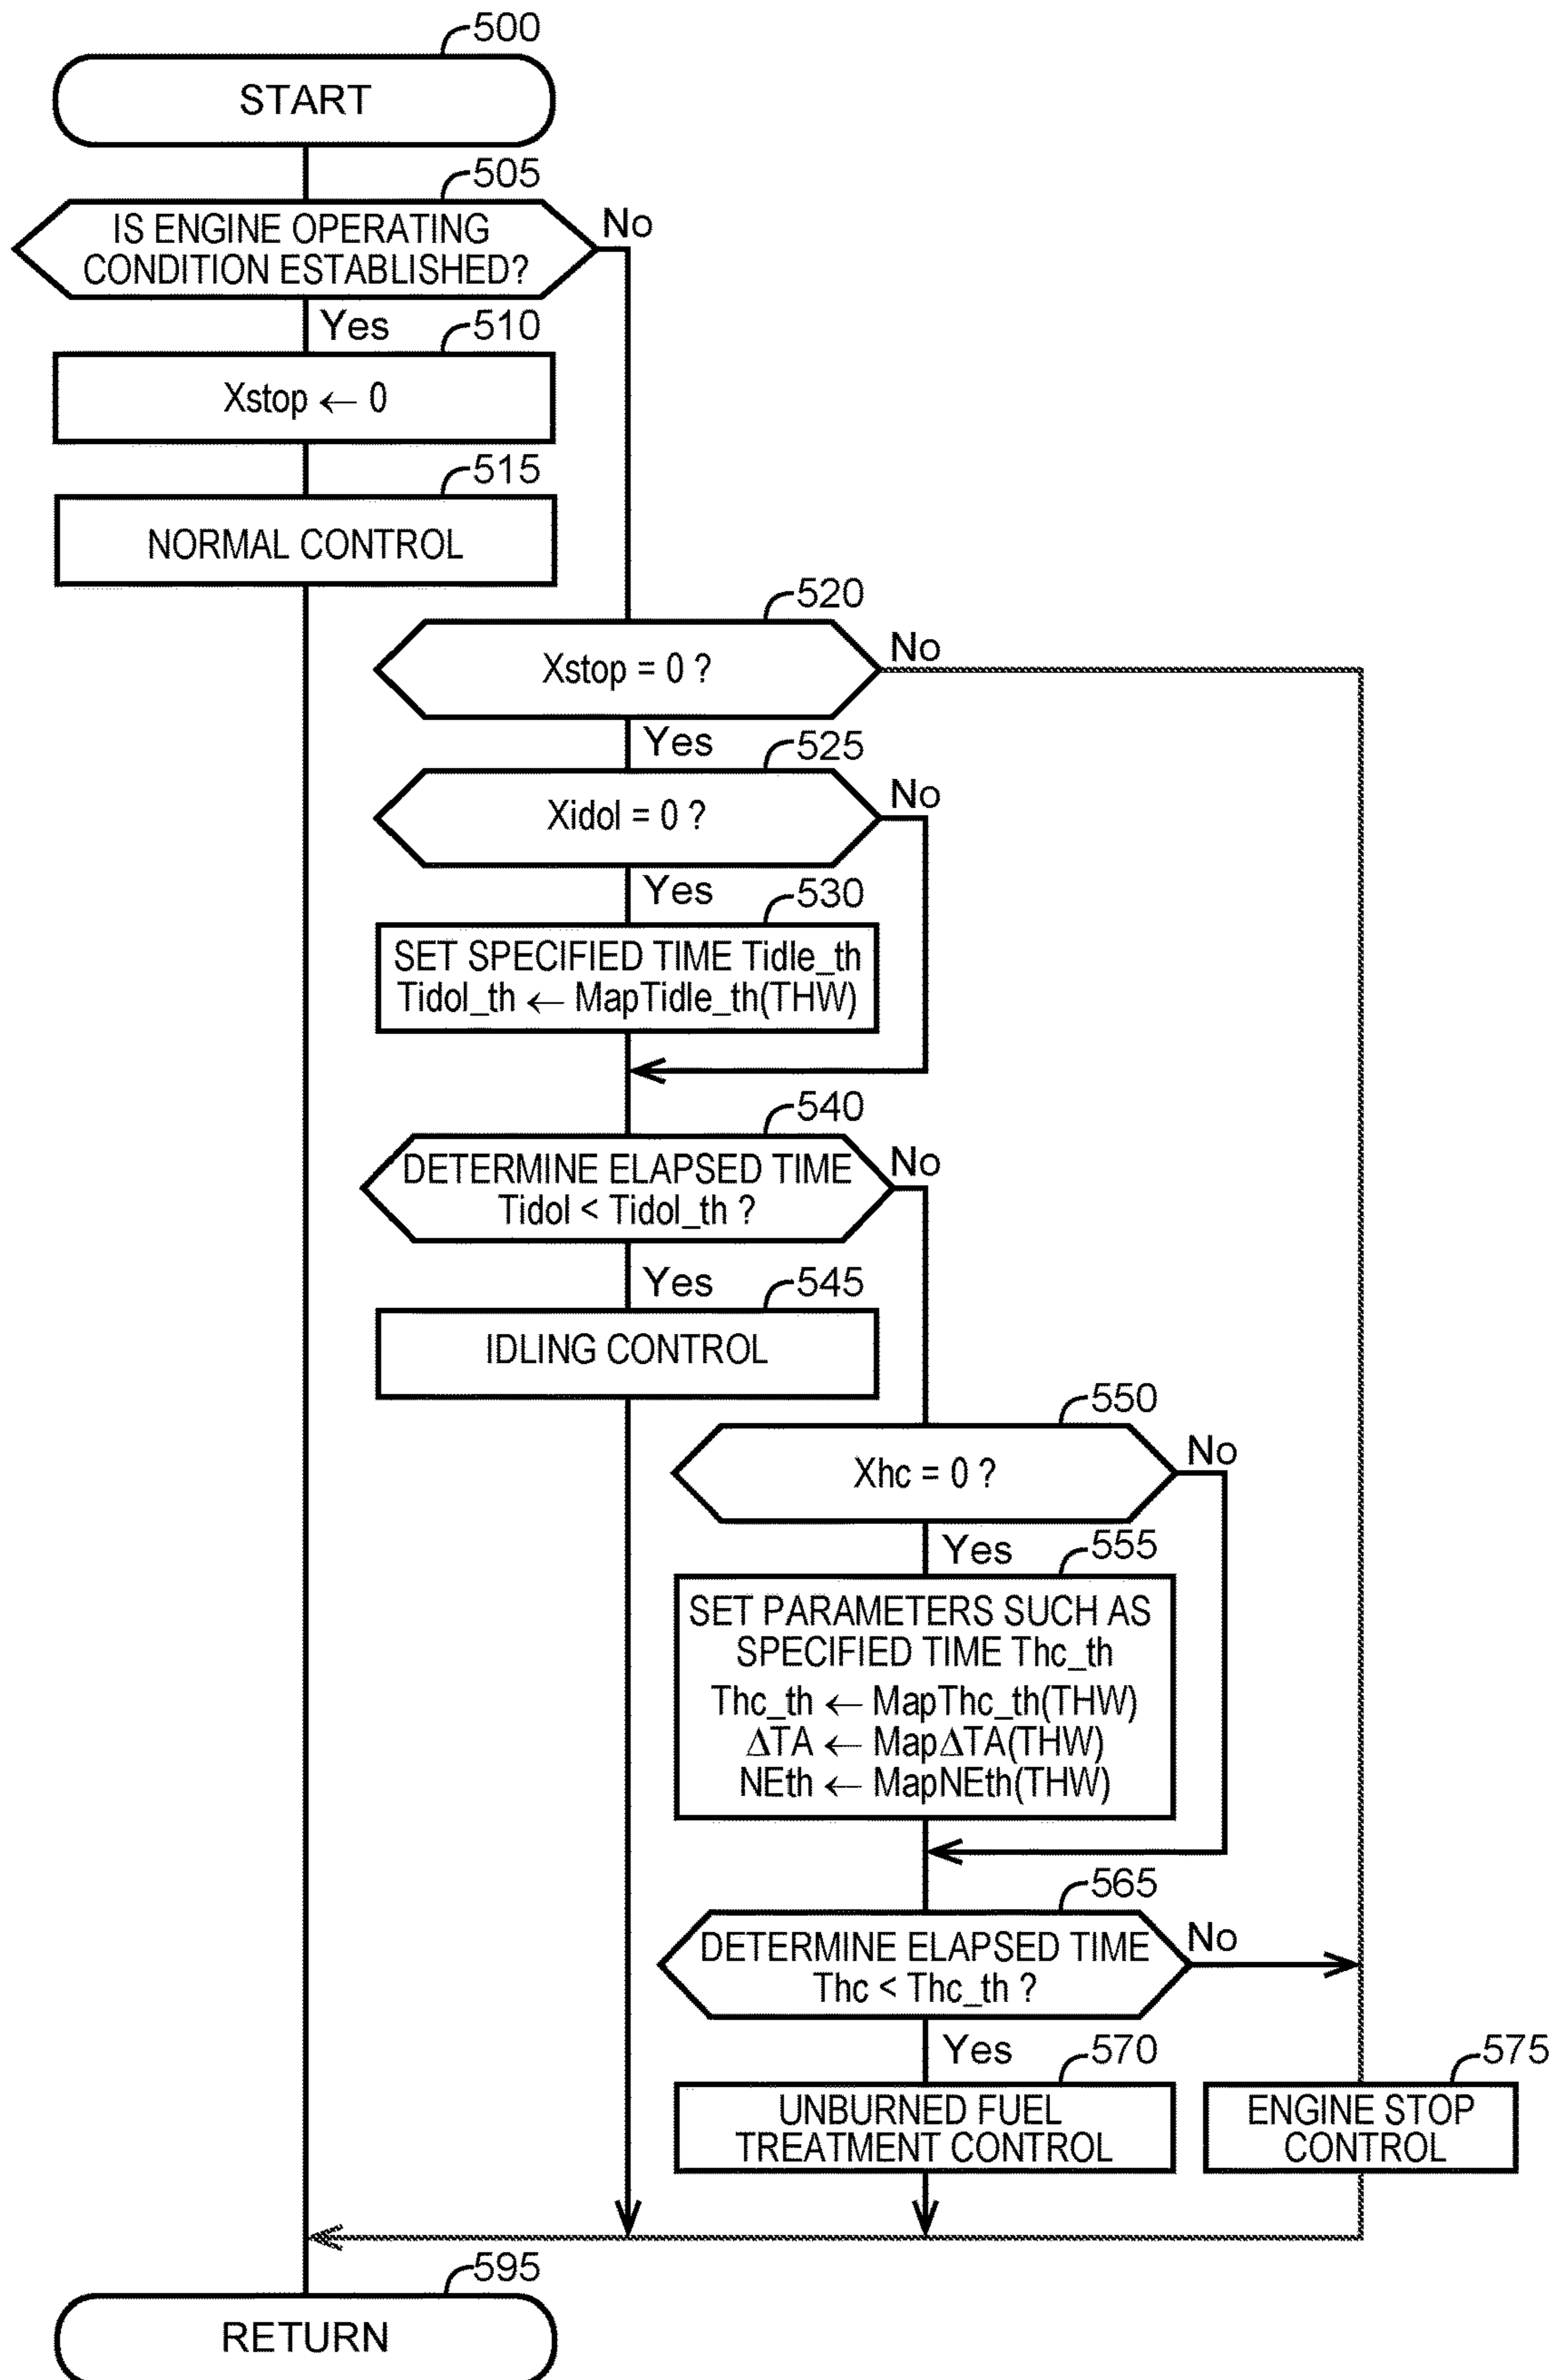 500
START
505
IS ENGINE OPERATING
CONDITION ESTABLISHED?
No
Yes
510
Xstop ← 0
515
NORMAL CONTROL
520
Xstop = 0 ?
No
Yes
525
Xidol = 0 ?
No
Yes
530
SET SPECIFIED TIME Tidle_th
Tidol_th ← MapTidle_th(THW)
540
DETERMINE ELAPSED TIME
Tidol < Tidol_th ?
No
Yes
545
IDLING CONTROL
550
Xhc = 0 ?
No
Yes
555
SET PARAMETERS SUCH AS
SPECIFIED TIME Thc_th
Thc_th ← MapThc_th(THW)
ΔTA ← MapΔTA(THW)
NEth ← MapNEth(THW)
565
DETERMINE ELAPSED TIME
Thc < Thc_th ?
No
Yes
570
UNBURNED FUEL
TREATMENT CONTROL
575
ENGINE STOP
CONTROL
595
RETURN